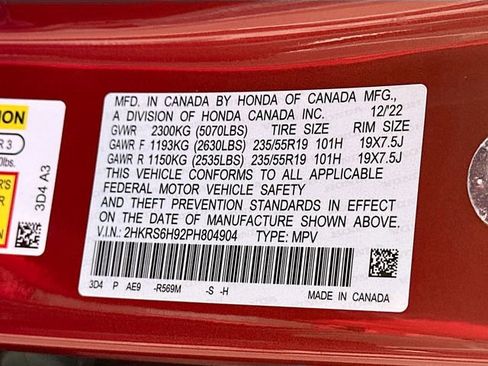 MFD. IN CANADA BY HONDA OF CANADA MFG.,
A DIVISION OF HONDA CANADA INC. 12/'22
GVWR 2300KG (5070LBS) TIRE SIZE RIM SIZE
GAWR F 1193KG (2630LBS) 235/55R19 101H 19X7.5J
GAWR R 1150KG (2535LBS) 235/55R19 101H 19X7.5J
THIS VEHICLE CONFORMS TO ALL APPLICABLE
FEDERAL MOTOR VEHICLE SAFETY
AND THEFT PREVENTION STANDARDS IN EFFECT
ON THE DATE OF MANUFACTURE SHOWN ABOVE.
V.I.N.: 2HKRS6H92PH804904 TYPE: MPV
3D4 P AE9 -R569M -S -H
MADE IN CANADA
3D4 A3
R 3